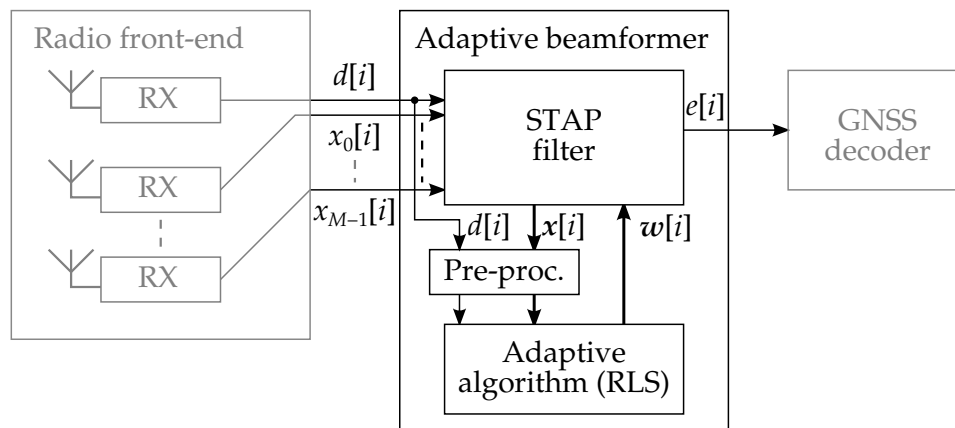 Radio front-end
Adaptive beamformer
RX
RX
RX
d[i]
x₀[i]
x_{M−1}[i]
STAP
filter
e[i]
GNSS
decoder
d[i]
x[i]
w[i]
Pre-proc.
Adaptive
algorithm (RLS)